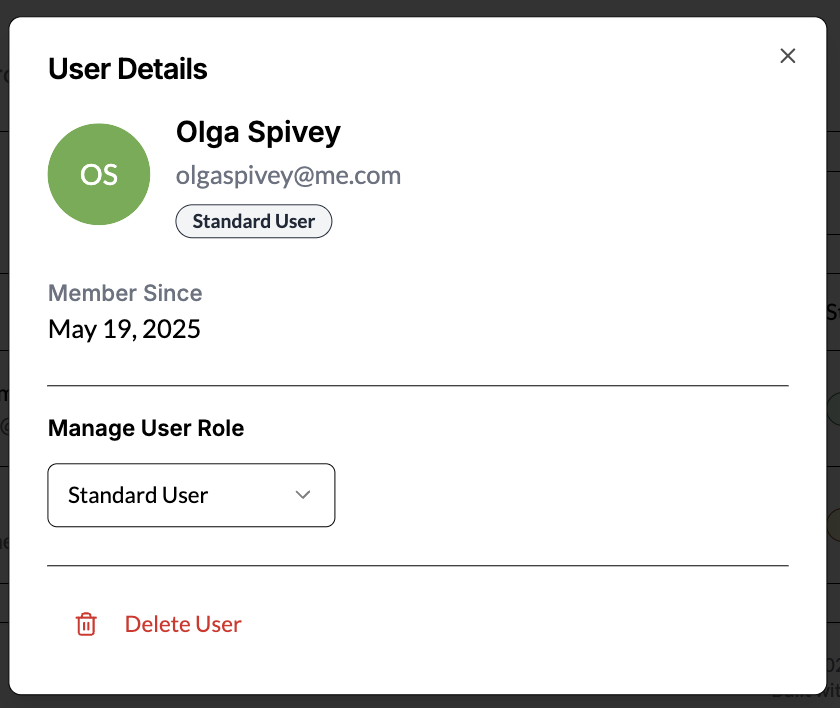 User Details
OS
Olga Spivey
olgaspivey@me.com
Standard User
Member Since
May 19, 2025
Manage User Role
Standard User
Delete User